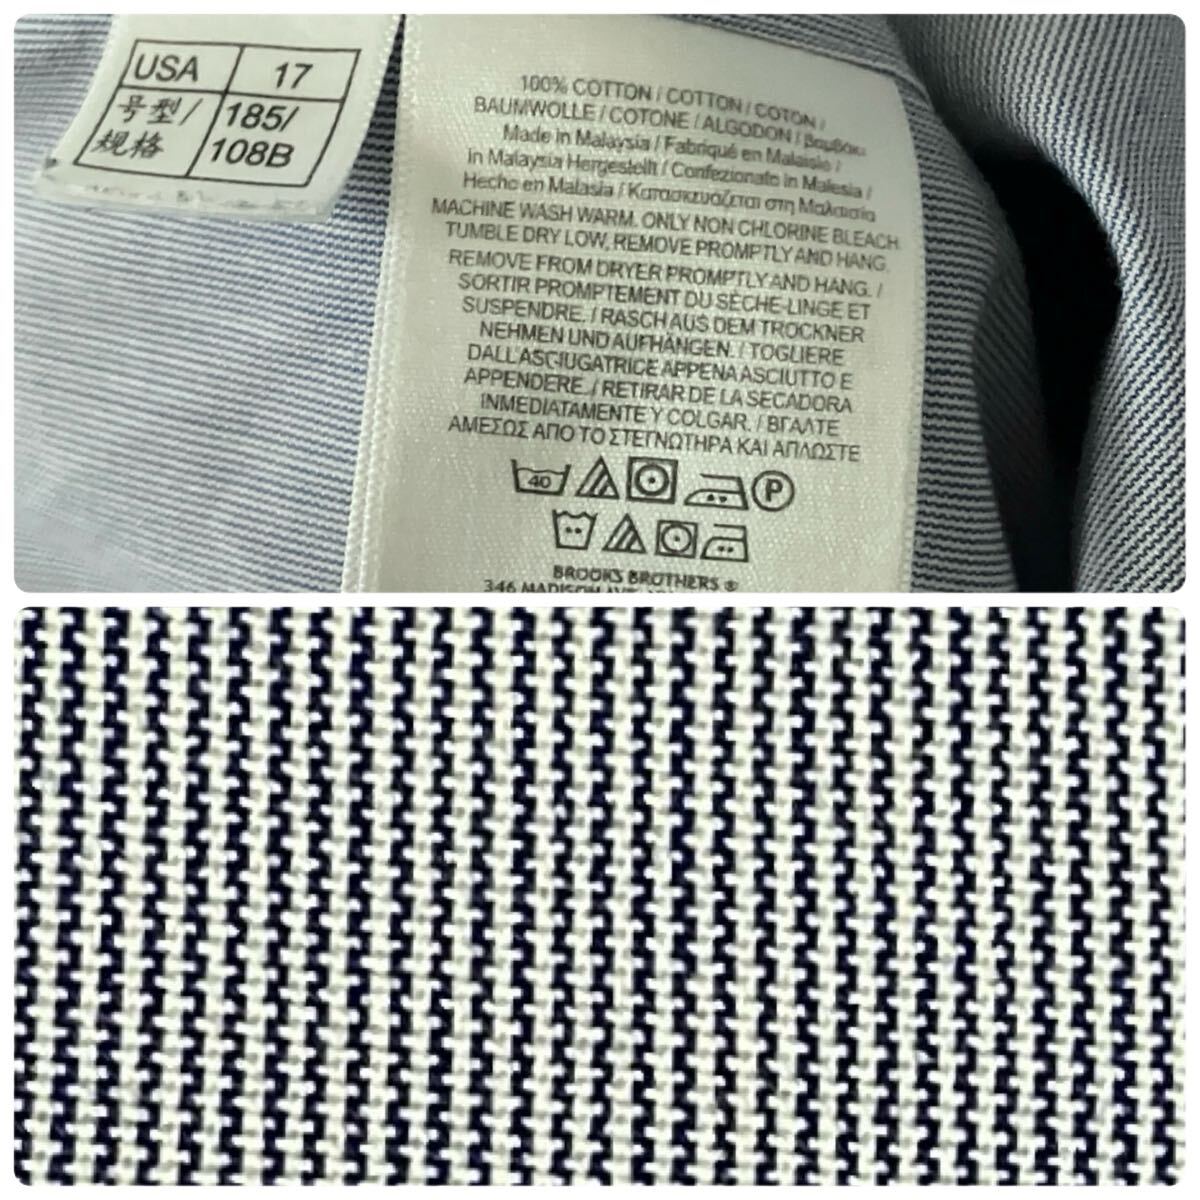 USA 17
号型/ 185/
规格 108B
100% COTTON / COTTON / COTON /
BAUMWOLLE / COTONE / ALGODON / Βαμβάκι
Made in Malaysia / Fabriqué en Malaisie /
in Malaysia Hergestellt / Confezionato in Malesia /
Hecho en Malasia / Κατασκευάζεται στη Μαλαισία
MACHINE WASH WARM. ONLY NON CHLORINE BLEACH
TUMBLE DRY LOW, REMOVE PROMPTLY AND HANG.
REMOVE FROM DRYER PROMPTLY AND HANG. /
SORTIR PROMPTEMENT DU SÈCHE-LINGE ET
SUSPENDRE. / RASCH AUS DEM TROCKNER
NEHMEN UND AUFHÄNGEN. / TOGLIERE
DALL'ASCIUGATRICE APPENA ASCIUTTO E
APPENDERE. / RETIRAR DE LA SECADORA
INMEDIATAMENTE Y COLGAR. / ΒΓΑΛΤΕ
ΑΜΕΣΩΣ ΑΠΟ ΤΟ ΣΤΕΓΝΩΤΗΡΑ ΚΑΙ ΑΠΛΩΣΤΕ
40 P
BROOKS BROTHERS ®
346 MADISON